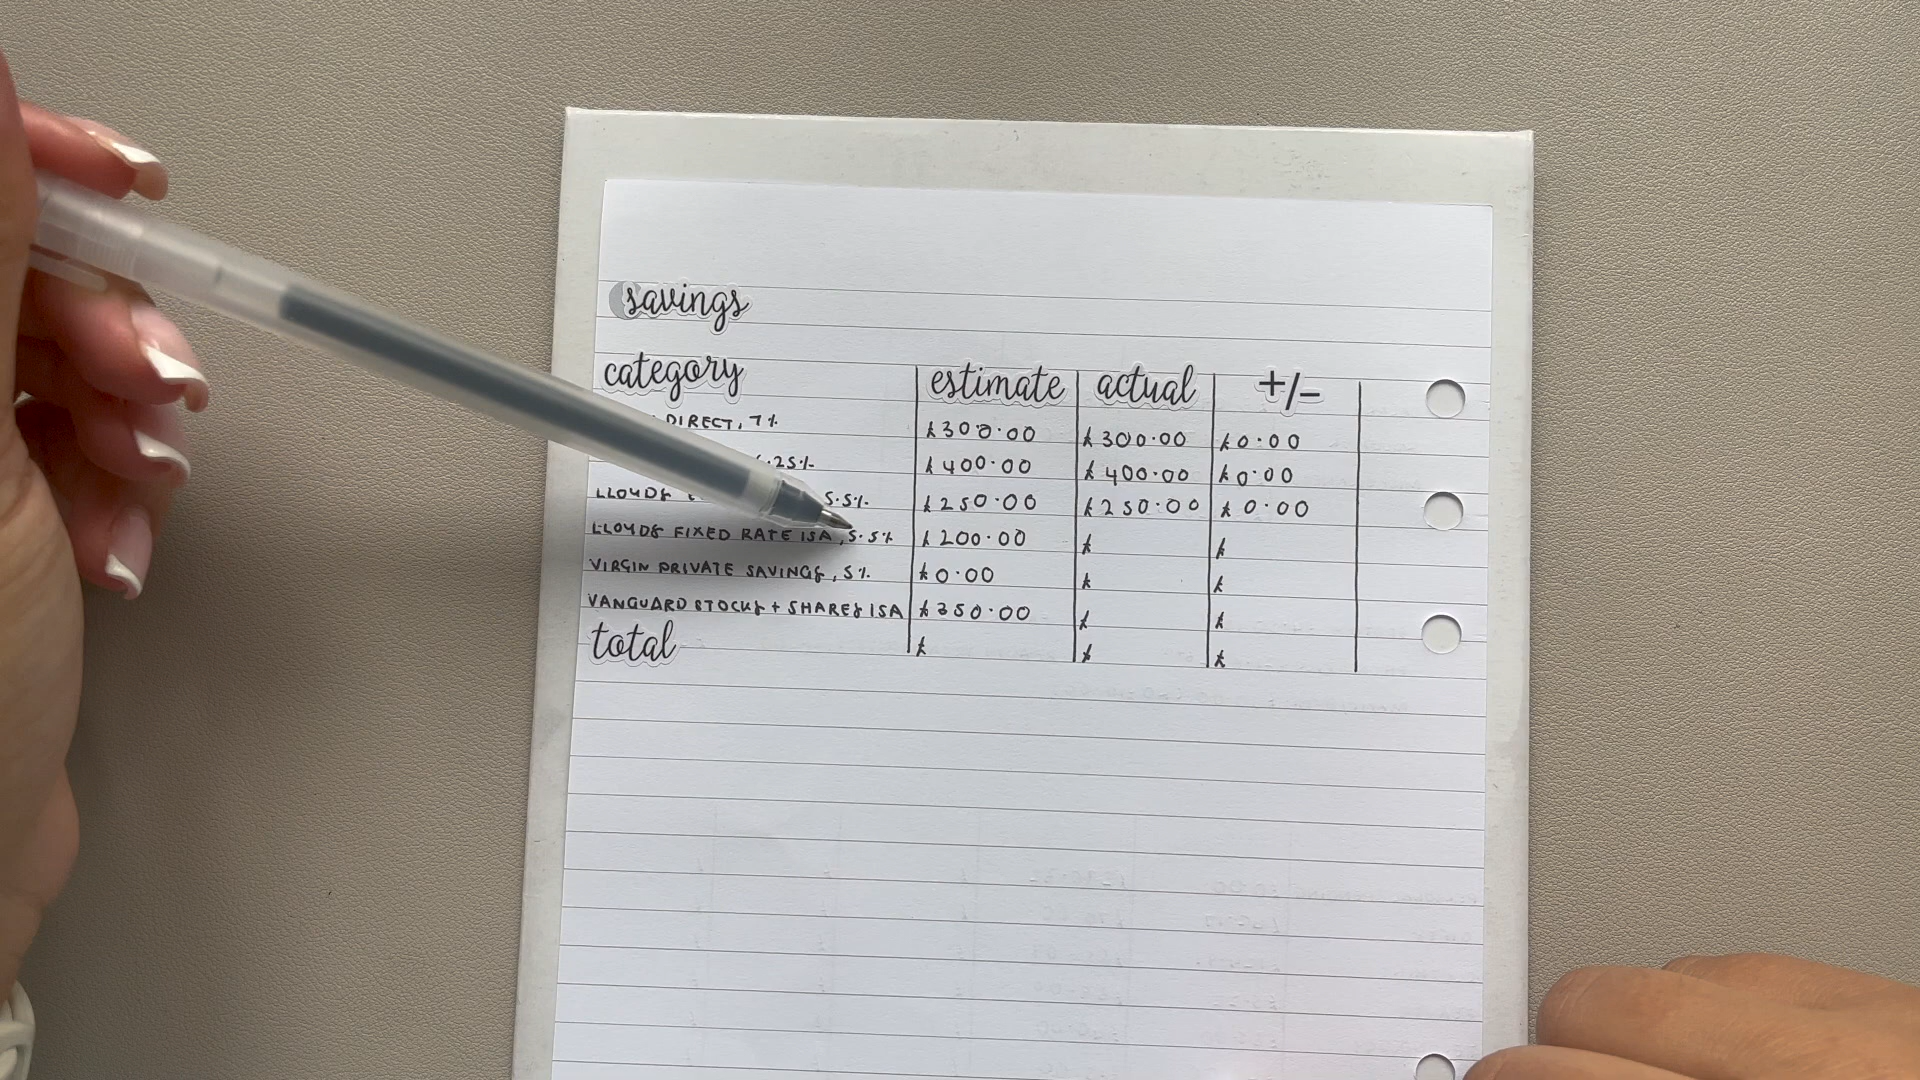 savings
category estimate actual +/-
DIRECT, 7% £300.00 £300.00 £0.00
.25% £400.00 £400.00 £0.00
LLOYDS 5.5% £250.00 £250.00 £0.00
LLOYDS FIXED RATE ISA, 5.5% £200.00 £ £
VIRGIN PRIVATE SAVINGS, 5% £0.00 £ £
VANGUARD STOCKS + SHARES ISA £350.00 £ £
total £ £ £